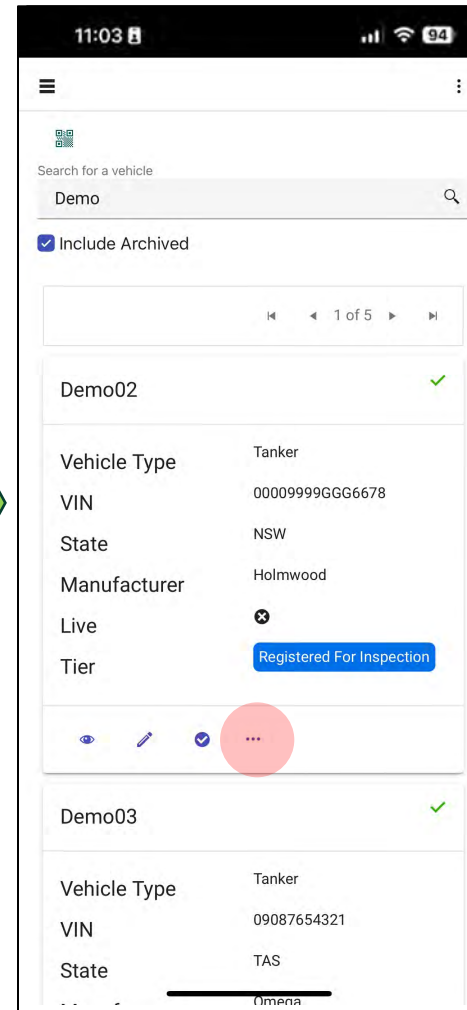 11:03
94
Search for a vehicle
Demo
Include Archived
1 of 5
Demo02
Vehicle Type Tanker
VIN 00009999GGG6678
State NSW
Manufacturer Holmwood
Live
Tier Registered For Inspection
Demo03
Vehicle Type Tanker
VIN 09087654321
State TAS
Omega